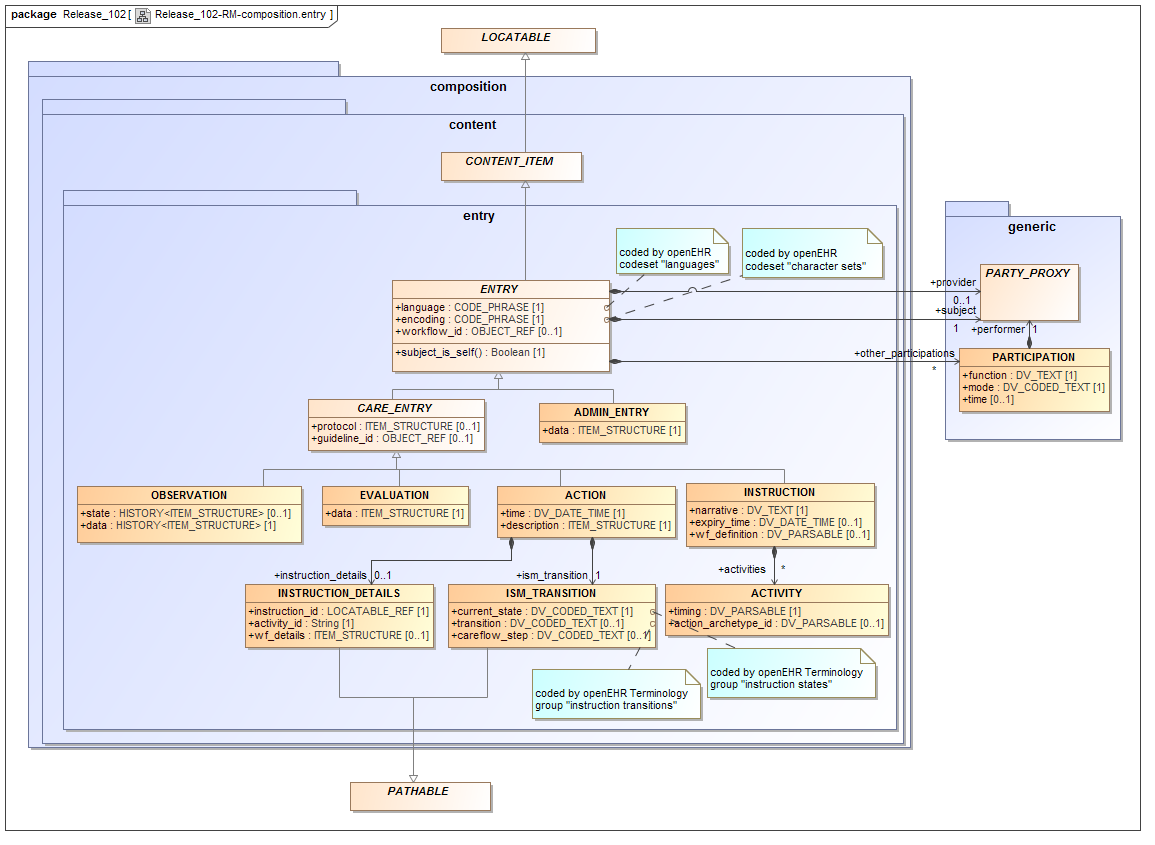 package Release_102 [ Release_102-RM-composition.entry ]
LOCATABLE
composition
content
CONTENT_ITEM
entry
generic
coded by openEHR
codeset "languages"
coded by openEHR
codeset "character sets"
PARTY_PROXY
ENTRY
+language : CODE_PHRASE [1]
+encoding : CODE_PHRASE [1]
+workflow_id : OBJECT_REF [0..1]
+subject_is_self() : Boolean [1]
+provider
0..1
+subject
1
+performer
1
+other_participations
*
PARTICIPATION
+function : DV_TEXT [1]
+mode : DV_CODED_TEXT [1]
+time [0..1]
CARE_ENTRY
+protocol : ITEM_STRUCTURE [0..1]
+guideline_id : OBJECT_REF [0..1]
ADMIN_ENTRY
+data : ITEM_STRUCTURE [1]
OBSERVATION
+state : HISTORY<ITEM_STRUCTURE> [0..1]
+data : HISTORY<ITEM_STRUCTURE> [1]
EVALUATION
+data : ITEM_STRUCTURE [1]
ACTION
+time : DV_DATE_TIME [1]
+description : ITEM_STRUCTURE [1]
INSTRUCTION
+narrative : DV_TEXT [1]
+expiry_time : DV_DATE_TIME [0..1]
+wf_definition : DV_PARSABLE [0..1]
+instruction_details 0..1
+ism_transition 1
+activities *
INSTRUCTION_DETAILS
+instruction_id : LOCATABLE_REF [1]
+activity_id : String [1]
+wf_details : ITEM_STRUCTURE [0..1]
ISM_TRANSITION
+current_state : DV_CODED_TEXT [1]
+transition : DV_CODED_TEXT [0..1]
+careflow_step : DV_CODED_TEXT [0..1]
ACTIVITY
+timing : DV_PARSABLE [1]
+action_archetype_id : DV_PARSABLE [0..1]
coded by openEHR Terminology
group "instruction states"
coded by openEHR Terminology
group "instruction transitions"
PATHABLE